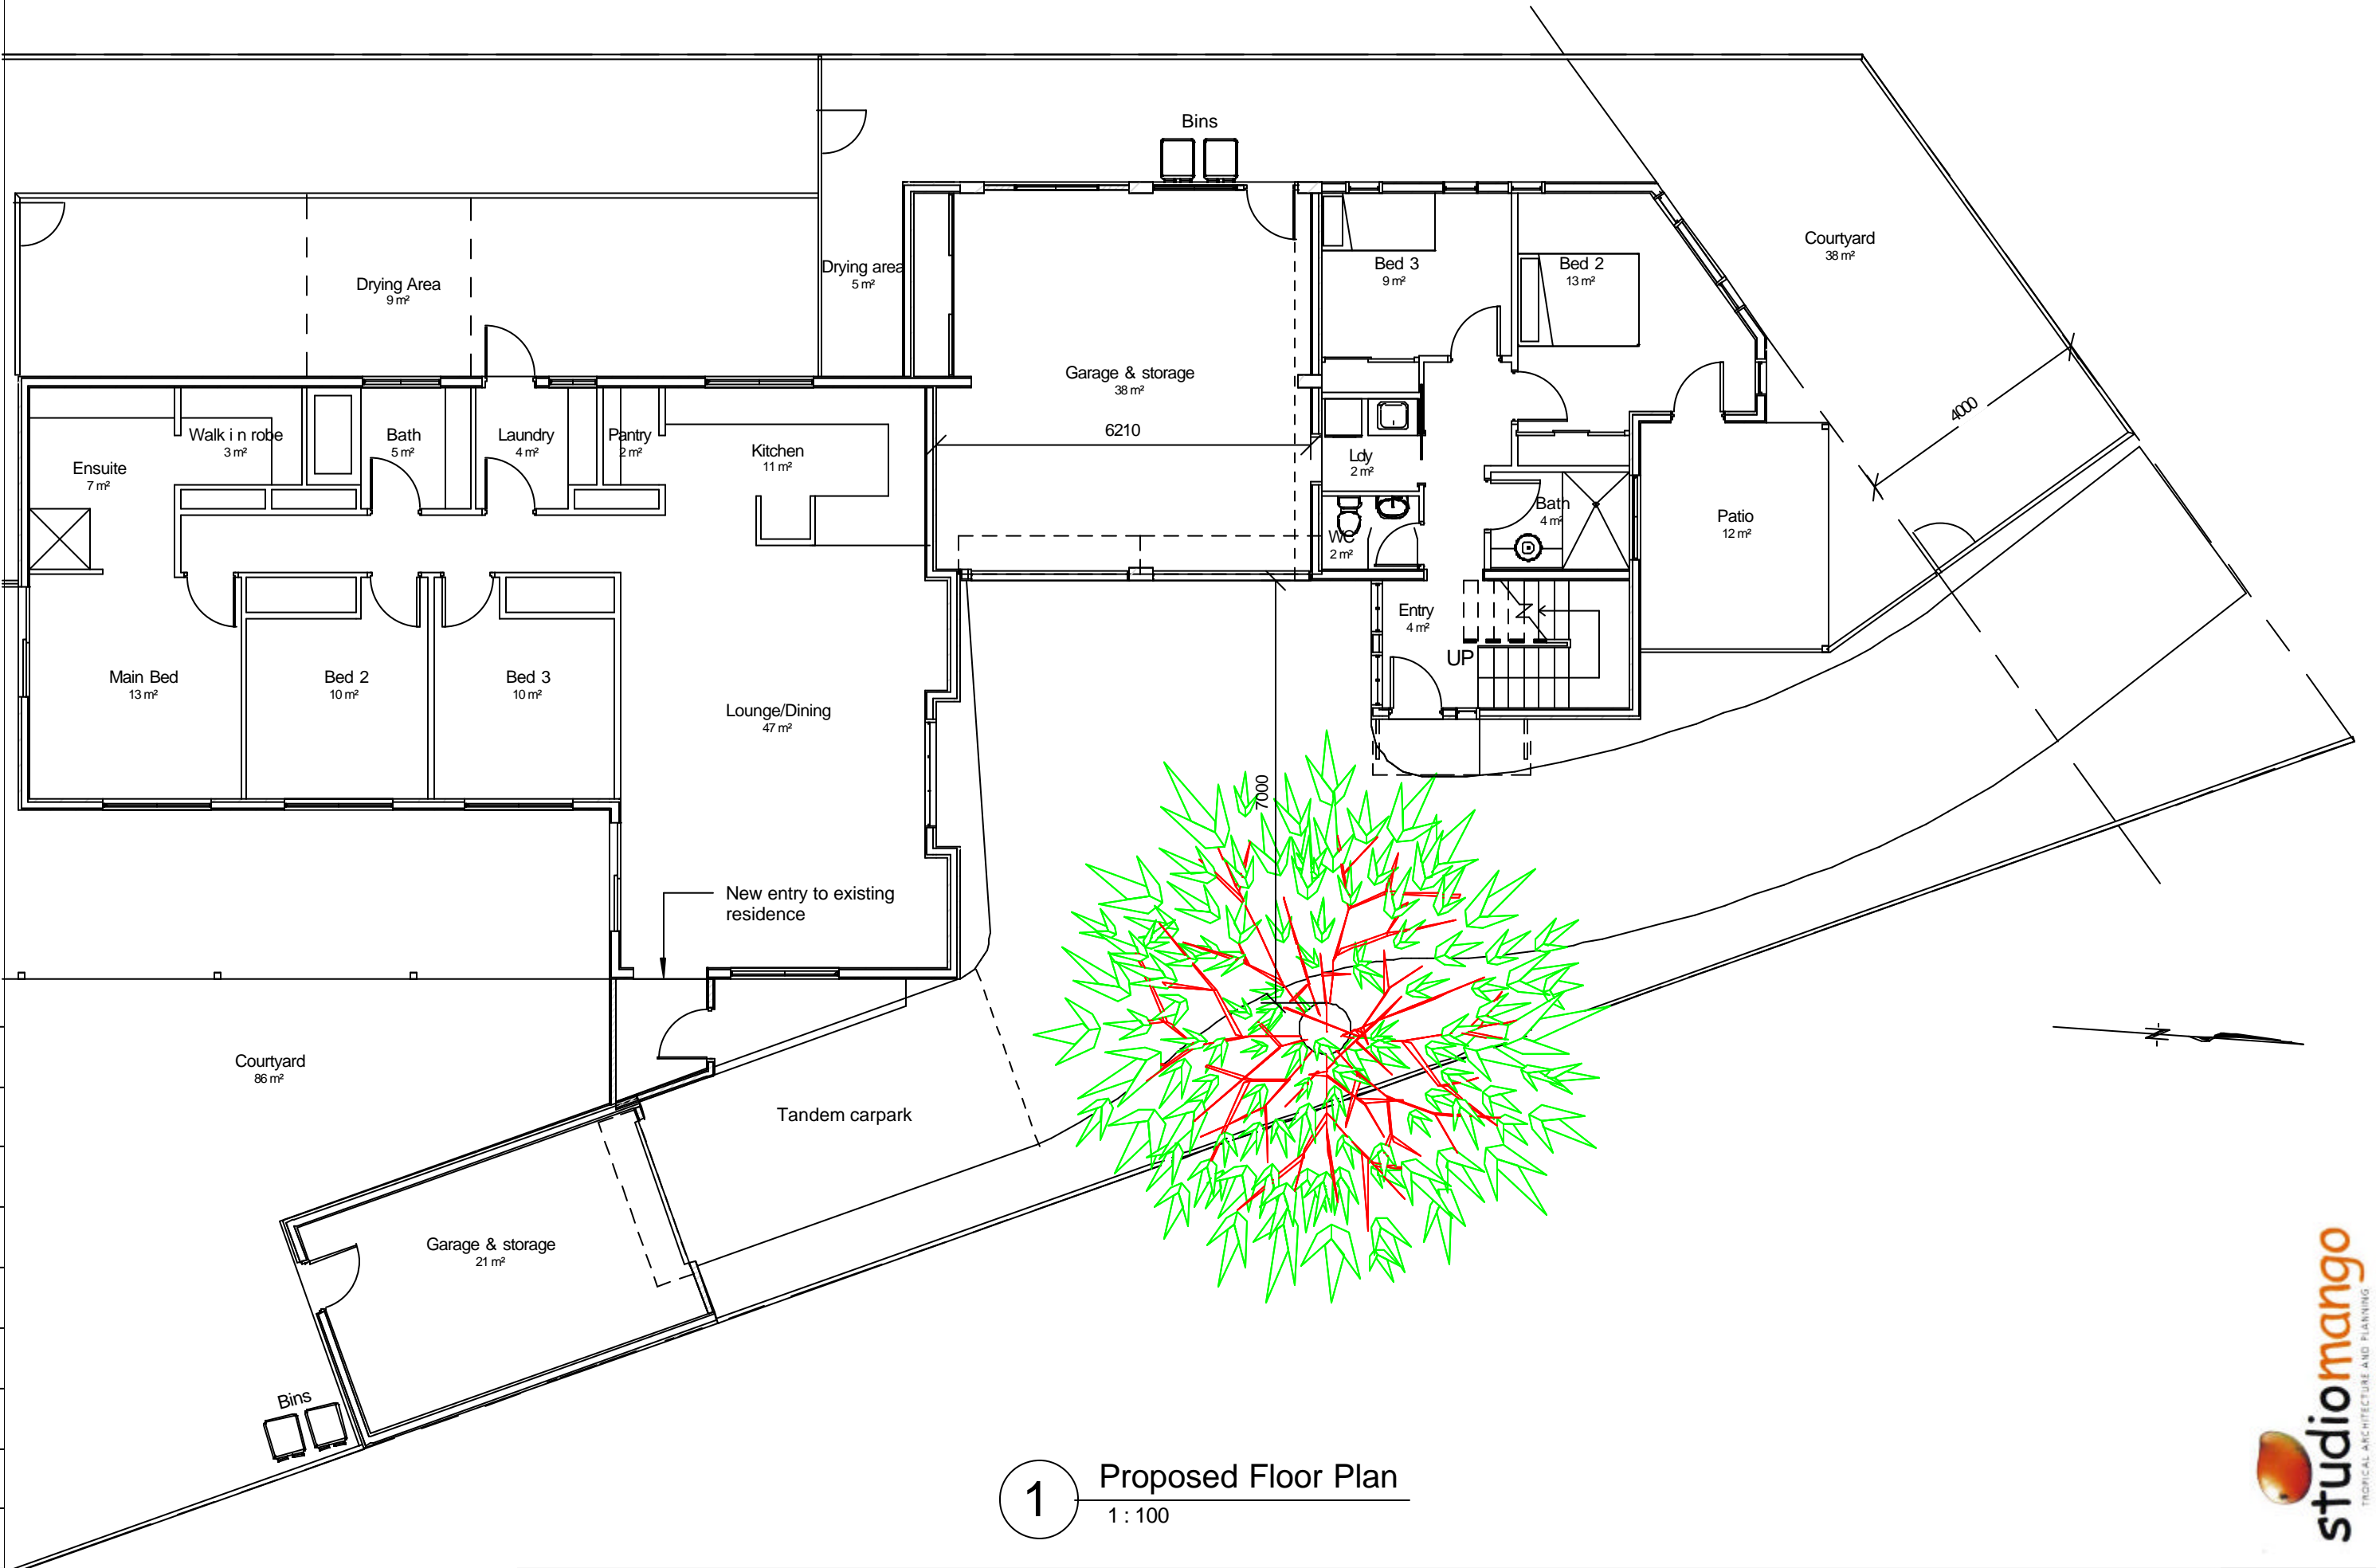 Bins
Courtyard
38 m²
Drying Area
9 m²
Drying area
5 m²
Garage & storage
38 m²
6210
Bed 3
9 m²
Bed 2
13 m²
4000
Walk in robe
3 m²
Ensuite
7 m²
Bath
5 m²
Laundry
4 m²
Pantry
2 m²
Kitchen
11 m²
Ldy
2 m²
WC
2 m²
Bath
4 m²
Patio
12 m²
Entry
4 m²
UP
Main Bed
13 m²
Bed 2
10 m²
Bed 3
10 m²
Lounge/Dining
47 m²
7000
New entry to existing
residence
N
Courtyard
86 m²
Tandem carpark
Garage & storage
21 m²
Bins
1
Proposed Floor Plan
1 : 100
studiomango
TROPICAL ARCHITECTURE AND PLANNING